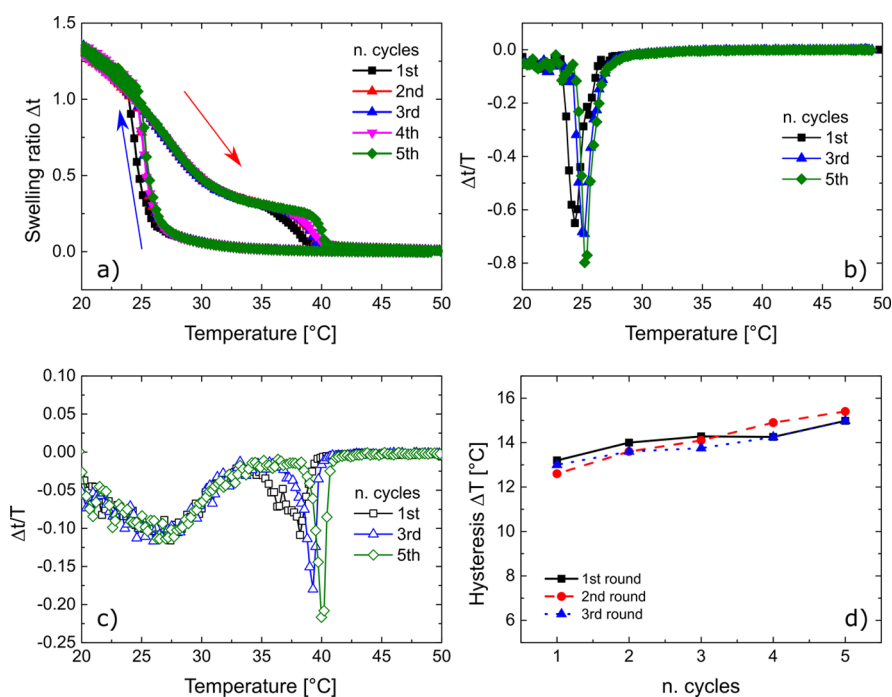 1.5
1.0
0.5
0.0
Swelling ratio Δt
n. cycles
1st
2nd
3rd
4th
5th
a)
20 25 30 35 40 45 50
Temperature [°C]
0.0
-0.2
-0.4
-0.6
-0.8
Δt/T
n. cycles
1st
3rd
5th
b)
20 25 30 35 40 45 50
Temperature [°C]
0.10
0.05
0.00
-0.05
-0.10
-0.15
-0.20
-0.25
Δt/T
n. cycles
1st
3rd
5th
c)
20 25 30 35 40 45 50
Temperature [°C]
16
14
12
10
8
6
Hysteresis ΔT [°C]
1st round
2nd round
3rd round
d)
1 2 3 4 5
n. cycles